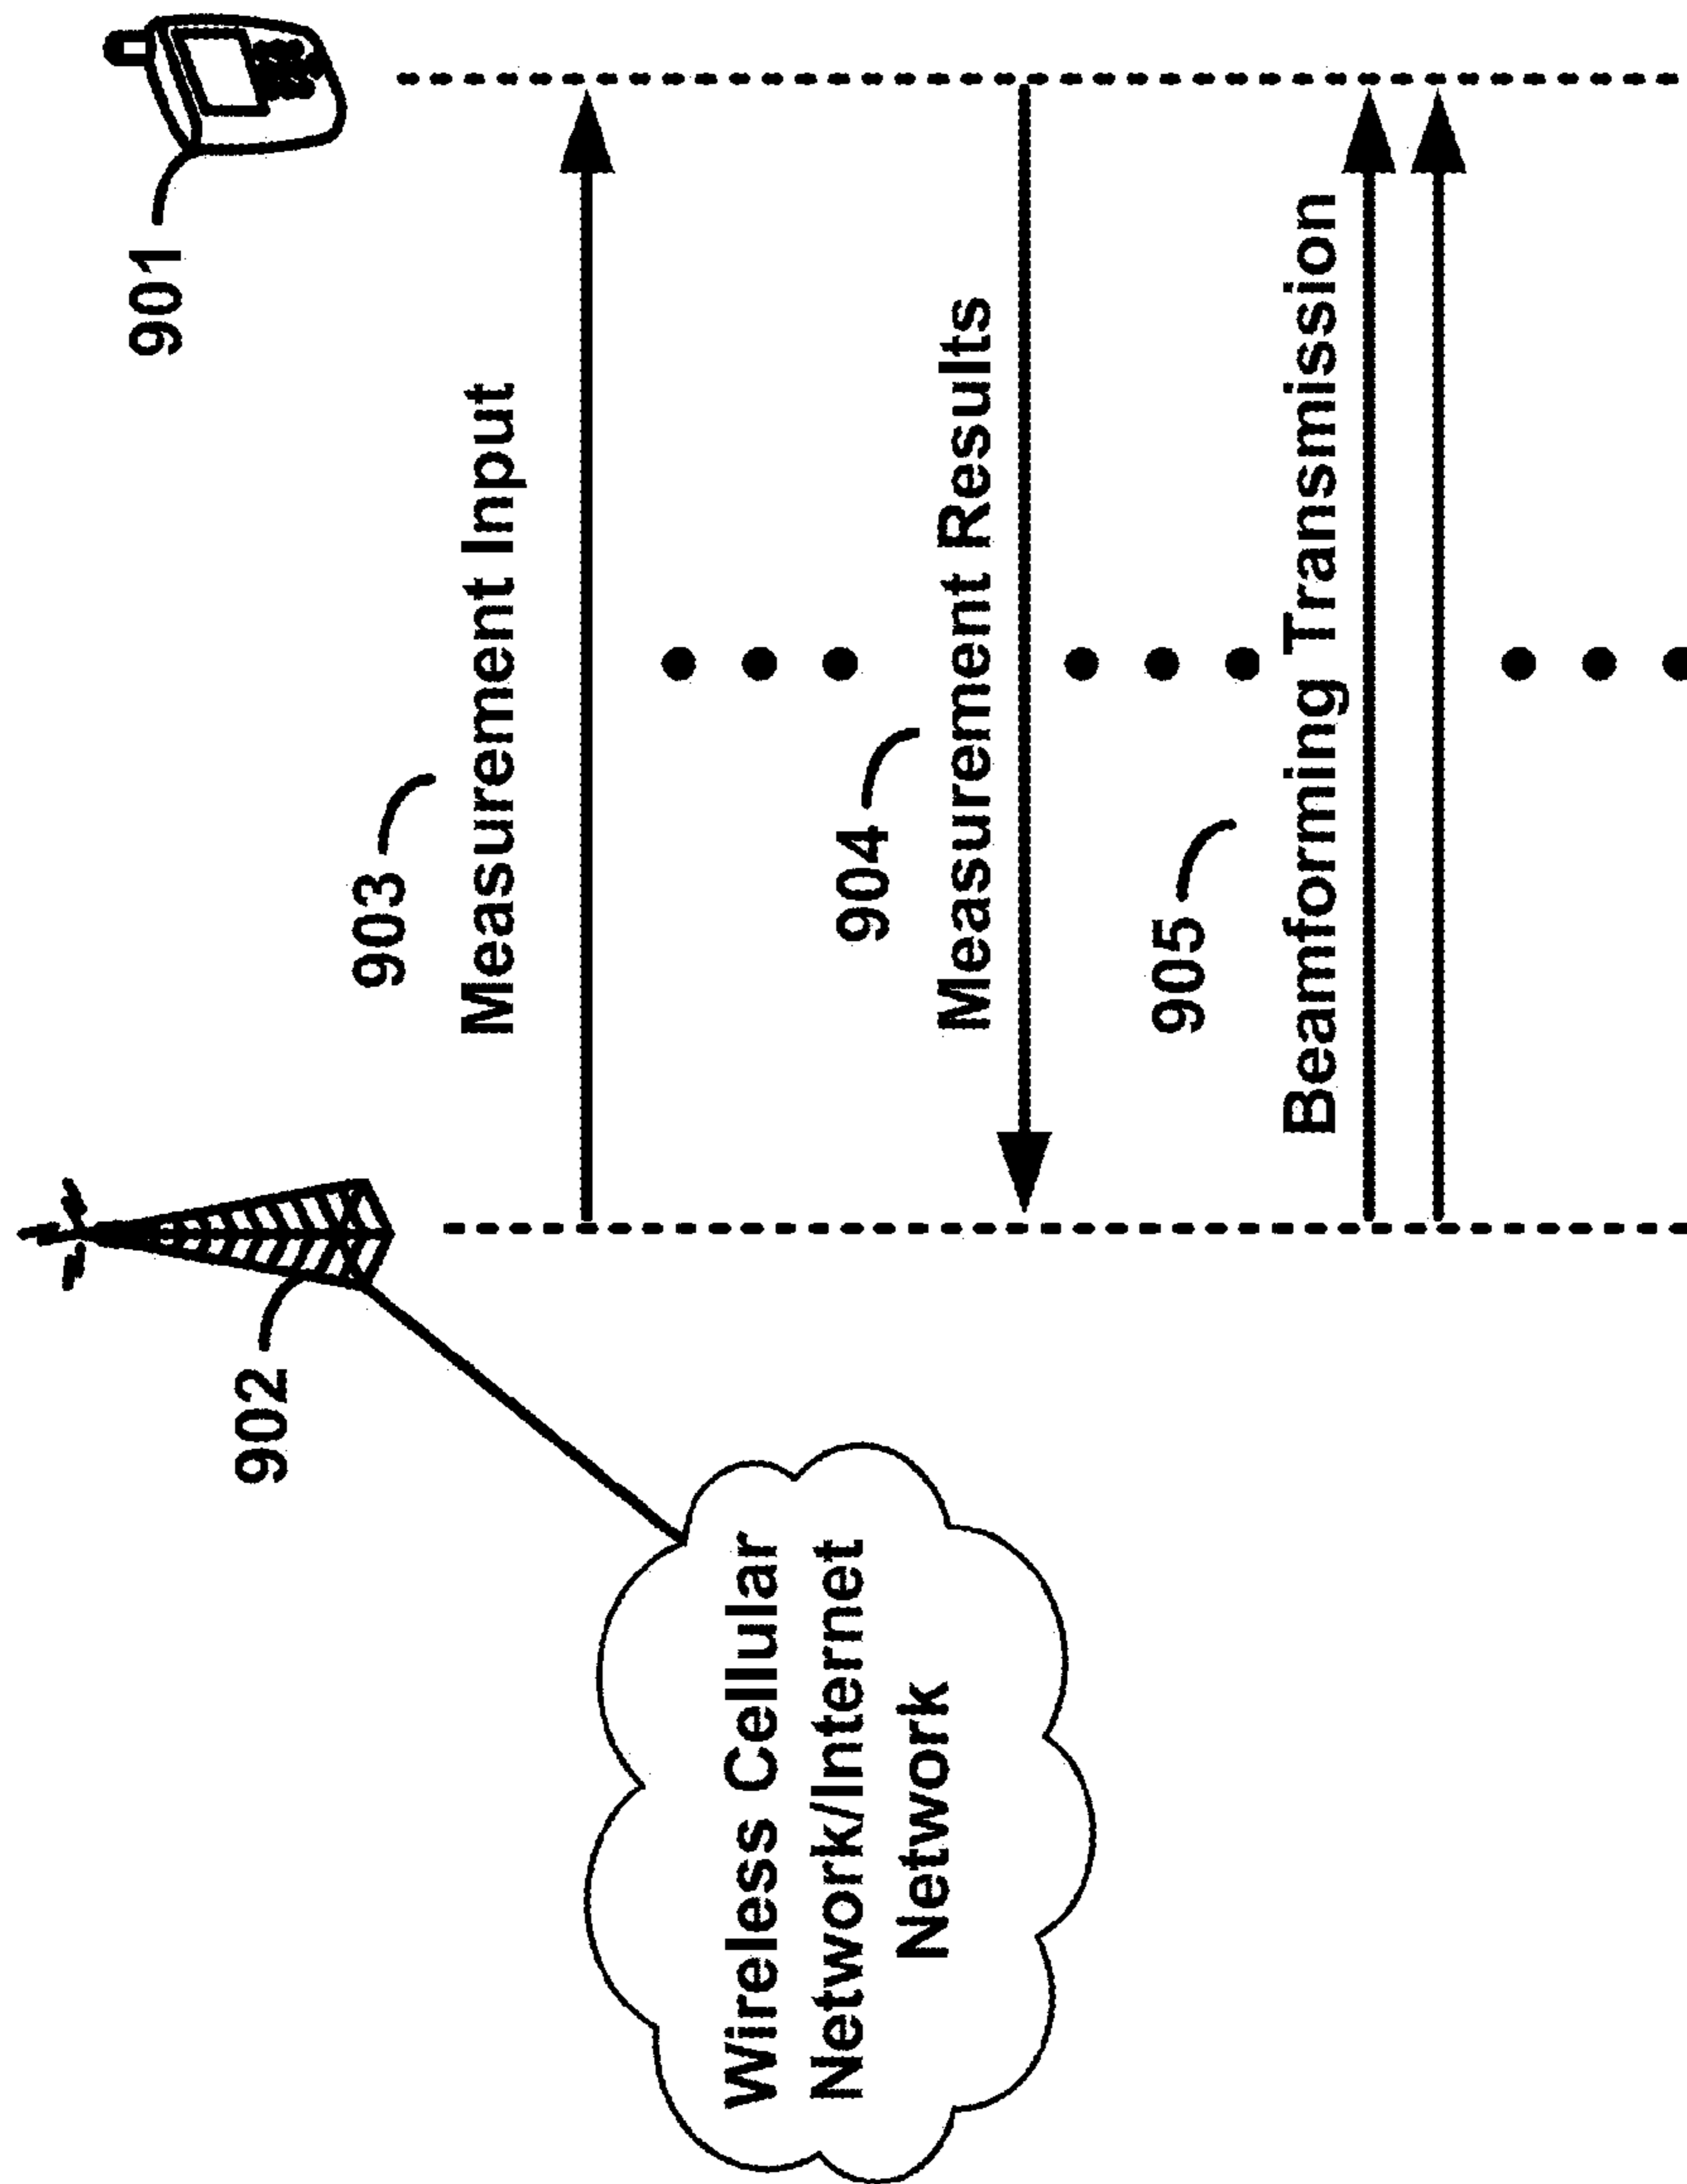 901
902
903
Measurement Input
Wireless Cellular
Network/Internet
Network
904
Measurement Results
905
Beamforming Transmission